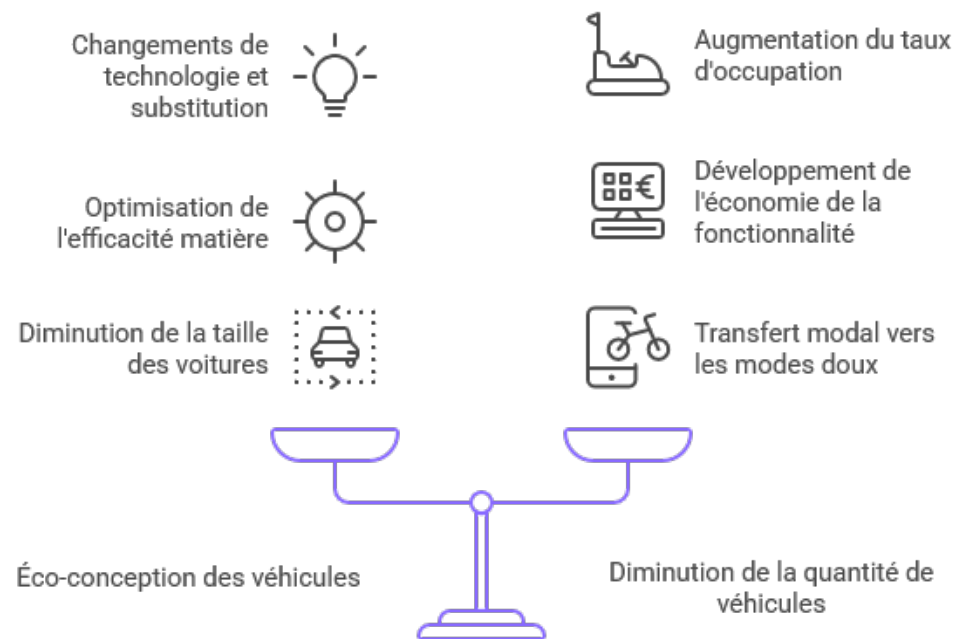 Changements de
technologie et
substitution
Optimisation de
l'efficacité matière
Diminution de la taille
des voitures
Éco-conception des véhicules
Augmentation du taux
d'occupation
€
Développement de
l'économie de la
fonctionnalité
Transfert modal vers
les modes doux
Diminution de la quantité de
véhicules